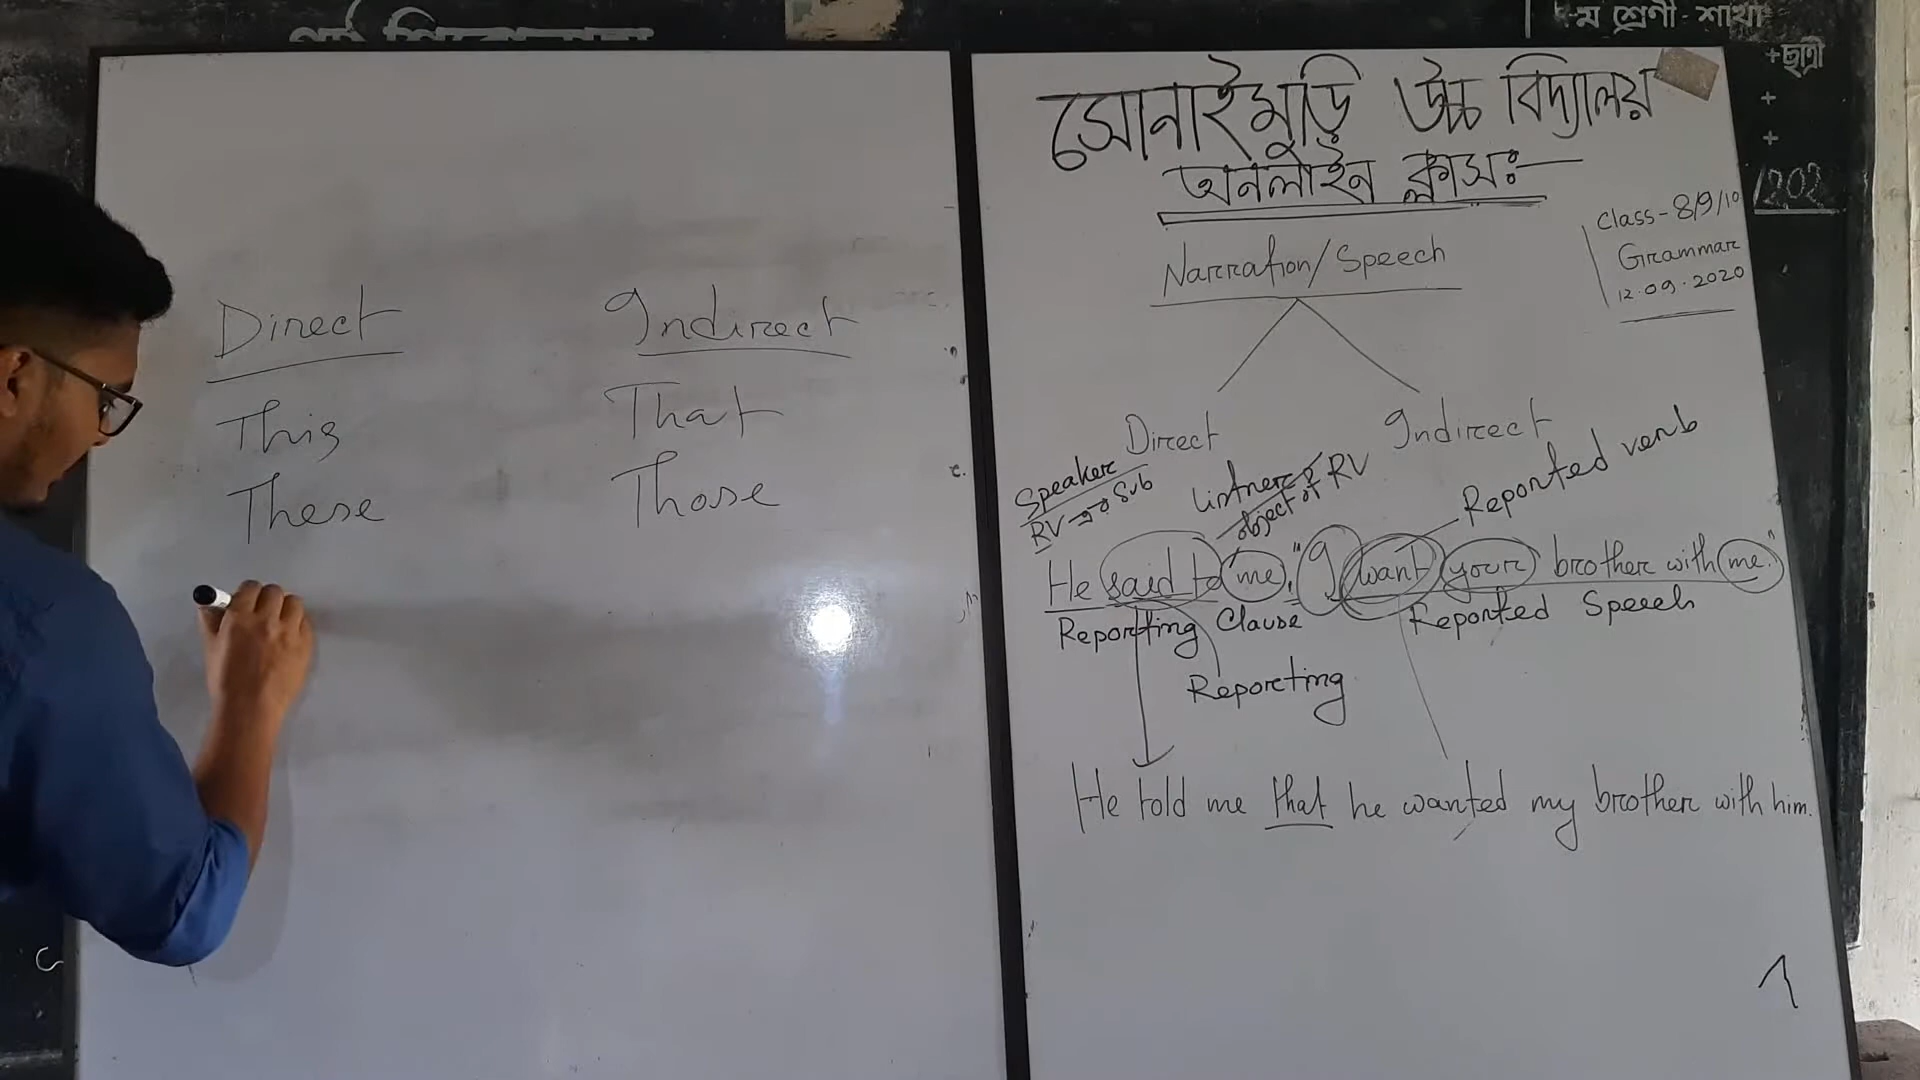 ম শ্রেণী - শাখা
+ছাত্রী
+
+
/202
Direct Indirect
This That
These Those
সোনাইমুড়ি উচ্চ বিদ্যালয়
অনলাইন ক্লাসঃ—
Class - 8/9/10
Grammar
12.09.2020
Narration/Speech
Direct Indirect
Speaker
RV → Sub
Listner
object of RV
Reported verb
He said to me, "I want your brother with me."
Reporting Clause Reported Speech
Reporting
He told me that he wanted my brother with him.